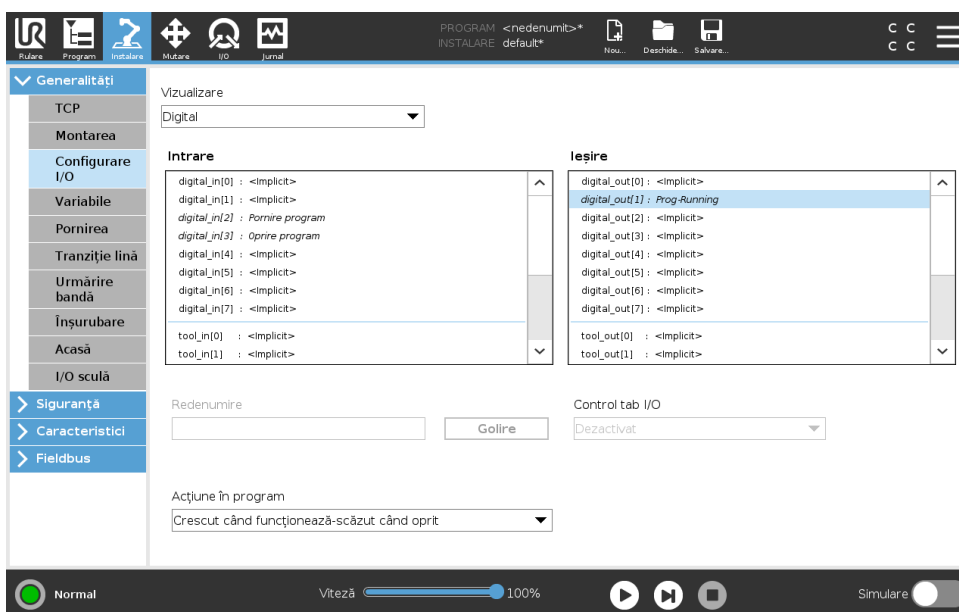 PROGRAM <nedenumit>*
INSTALARE default*
C C
C C
Rulare Program Instalare Mutare I/O Jurnal Nou... Deschide... Salvare...
Generalități
TCP
Montarea
Configurare
I/O
Variabile
Pornirea
Tranziție lină
Urmărire
bandă
Înșurubare
Acasă
I/O sculă
Siguranță
Caracteristici
Fieldbus
Vizualizare
Digital
Intrare
digital_in[0] : <Implicit>
digital_in[1] : <Implicit>
digital_in[2] : Pornire program
digital_in[3] : Oprire program
digital_in[4] : <Implicit>
digital_in[5] : <Implicit>
digital_in[6] : <Implicit>
digital_in[7] : <Implicit>
tool_in[0] : <Implicit>
tool_in[1] : <Implicit>
Ieșire
digital_out[0] : <Implicit>
digital_out[1] : Prog-Running
digital_out[2] : <Implicit>
digital_out[3] : <Implicit>
digital_out[4] : <Implicit>
digital_out[5] : <Implicit>
digital_out[6] : <Implicit>
digital_out[7] : <Implicit>
tool_out[0] : <Implicit>
tool_out[1] : <Implicit>
Redenumire
Golire
Control tab I/O
Dezactivat
Acțiune în program
Crescut când funcționează-scăzut când oprit
Normal
Viteză 100%
Simulare